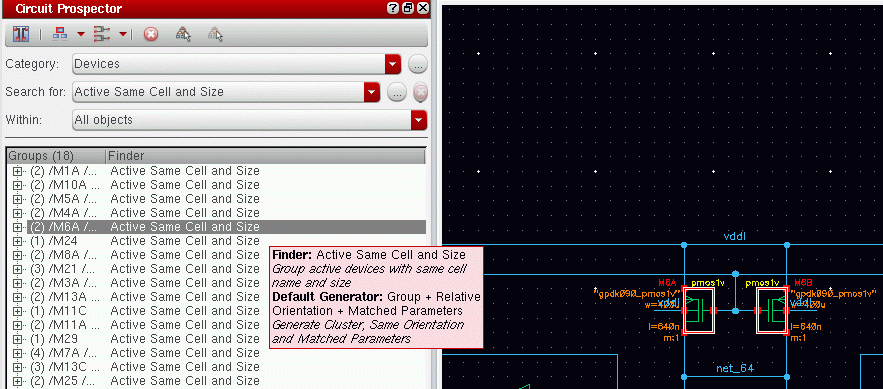 Circuit Prospector
Category: Devices
Search for: Active Same Cell and Size
Within: All objects
Groups (18) Finder
(2) /M1A /... Active Same Cell and Size
(2) /M10A ... Active Same Cell and Size
(2) /M5A /... Active Same Cell and Size
(2) /M4A /... Active Same Cell and Size
(2) /M6A /... Active Same Cell and Size
(1) /M24 Active Same Cell and Size
(2) /M8A /... Active Same Cell and Size
(3) /M21 /... Active Same Cell and Size
(2) /M3A /... Active Same Cell and Size
(2) /M13A ... Active Same Cell and Size
(1) /M11C Active Same Cell and Size
(2) /M11A ... Active Same Cell and Size
(1) /M29 Active Same Cell and Size
(4) /M7A /... Active Same Cell and Size
(3) /M13C ... Active Same Cell and Size
(2) /M25 /... Active Same Cell and Size
Finder: Active Same Cell and Size
Group active devices with same cell
name and size
Default Generator: Group + Relative
Orientation + Matched Parameters
Generate Cluster, Same Orientation
and Matched Parameters
vddl
M6A pmos1v pmos1v M6B
"gpdk090_pmos1v" "gpdk090_pmos1v"
l=640n l=640n
m:1 m:1
net_64